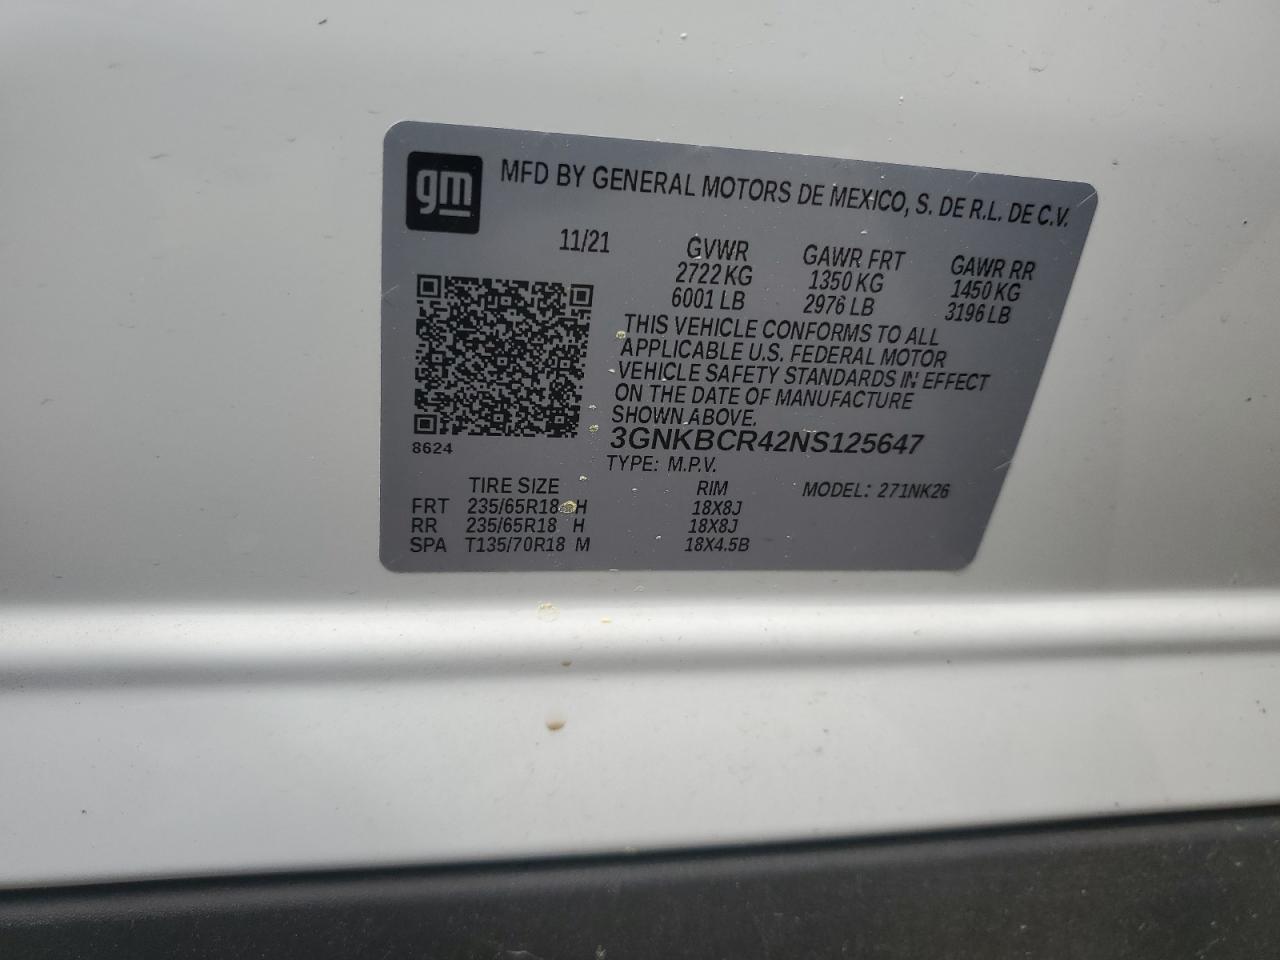 gm
MFD BY GENERAL MOTORS DE MEXICO, S. DE R.L. DE C.V.
11/21 GVWR GAWR FRT GAWR RR
2722 KG 1350 KG 1450 KG
6001 LB 2976 LB 3196 LB
THIS VEHICLE CONFORMS TO ALL
APPLICABLE U.S. FEDERAL MOTOR
VEHICLE SAFETY STANDARDS IN EFFECT
ON THE DATE OF MANUFACTURE
SHOWN ABOVE.
8624
3GNKBCR42NS125647
TYPE: M.P.V.
TIRE SIZE RIM MODEL: 271NK26
FRT 235/65R18 H 18X8J
RR 235/65R18 H 18X8J
SPA T135/70R18 M 18X4.5B